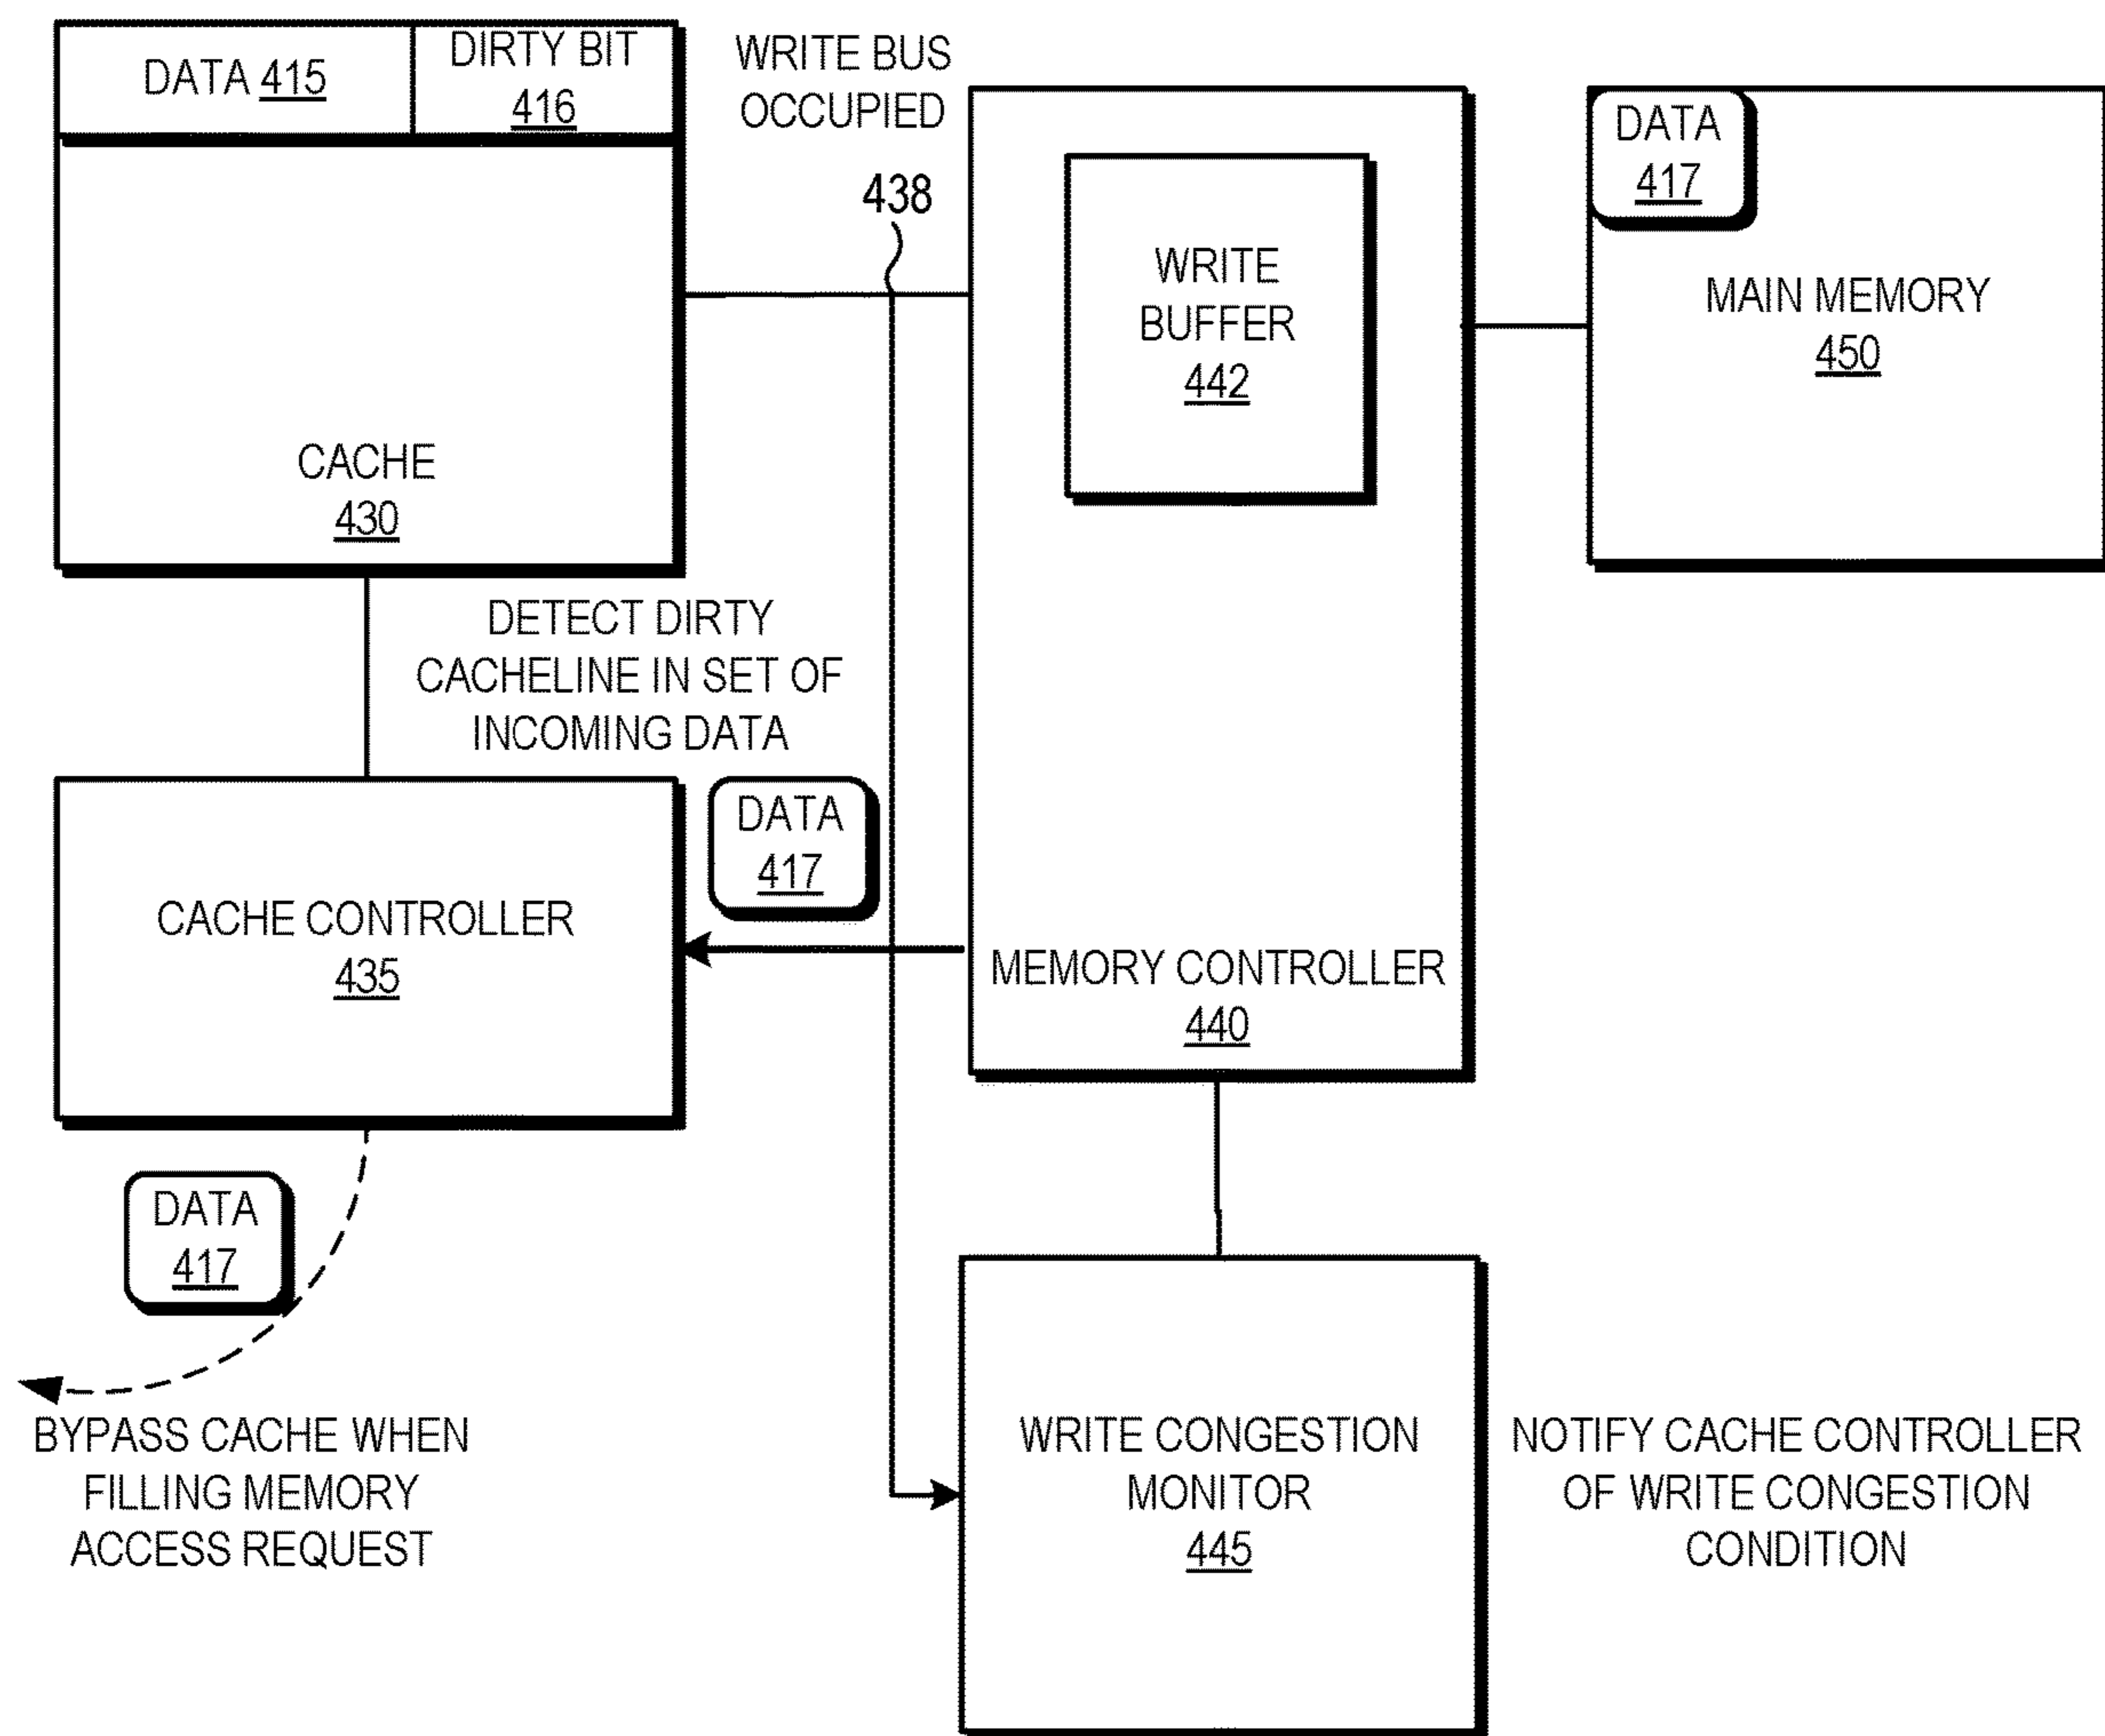 DATA 415
DIRTY BIT
416
WRITE BUS
OCCUPIED
438
DATA
417
WRITE
BUFFER
442
MAIN MEMORY
450
CACHE
430
DETECT DIRTY
CACHELINE IN SET OF
INCOMING DATA
DATA
417
CACHE CONTROLLER
435
MEMORY CONTROLLER
440
DATA
417
BYPASS CACHE WHEN
FILLING MEMORY
ACCESS REQUEST
WRITE CONGESTION
MONITOR
445
NOTIFY CACHE CONTROLLER
OF WRITE CONGESTION
CONDITION